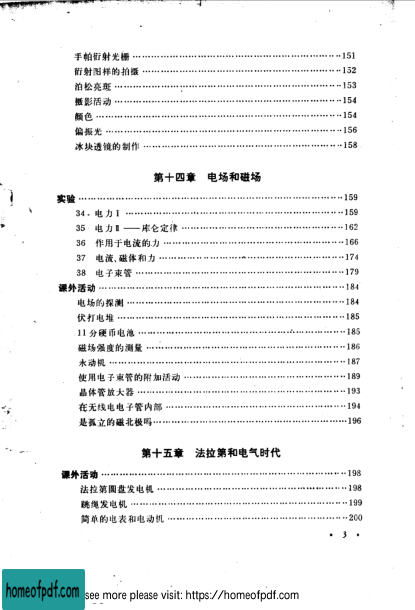 手帕衍射光栅 ……………………………………………151
衍射图样的拍摄 …………………………………………152
泊松亮斑 …………………………………………………153
摄影活动 …………………………………………………154
颜色 ………………………………………………………154
偏振光 ……………………………………………………156
冰块透镜的制作 …………………………………………158
第十四章 电场和磁场
实验 ………………………………………………………159
34. 电力Ⅰ ………………………………………………159
35 电力Ⅱ——库仑定律 …………………………………162
36 作用于电流的力 ……………………………………166
37 电流、磁体和力 ……………………………………174
38 电子束管 ……………………………………………179
课外活动 …………………………………………………184
电场的探测 ………………………………………………184
伏打电堆 …………………………………………………185
11分硬币电池 ……………………………………………185
磁场强度的测量 …………………………………………186
永动机 ……………………………………………………187
使用电子束管的附加活动 ………………………………189
晶体管放大器 ……………………………………………193
在无线电电子管内部 ……………………………………194
是孤立的磁北极吗 ………………………………………196
第十五章 法拉第和电气时代
课外活动 …………………………………………………198
法拉第圆盘发电机 ………………………………………198
跳绳发电机 ………………………………………………199
简单的电表和电动机 ……………………………………200
• 3 •
homeofpdf.com
see more please visit: https://homeofpdf.com